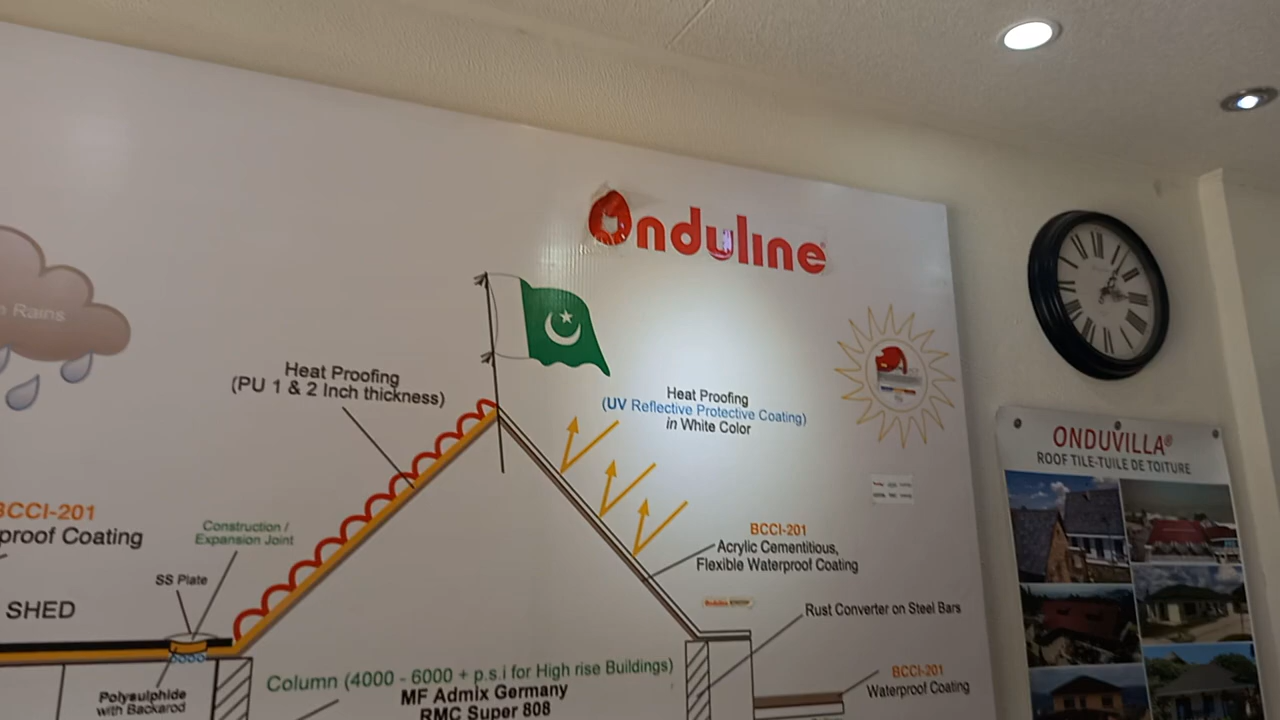 Onduline
Rains
Heat Proofing
(PU 1 & 2 Inch thickness)
Heat Proofing
(UV Reflective Protective Coating)
in White Color
ONDUVILLA®
ROOF TILE-TUILE DE TOITURE
BCCI-201
proof Coating
Construction /
Expansion Joint
SS Plate
SHED
BCCI-201
Acrylic Cementitious,
Flexible Waterproof Coating
Rust Converter on Steel Bars
Column (4000 - 6000 + p.s.i for High rise Buildings)
MF Admix Germany
RMC Super 808
Polysulphide
with Backarod
BCCI-201
Waterproof Coating